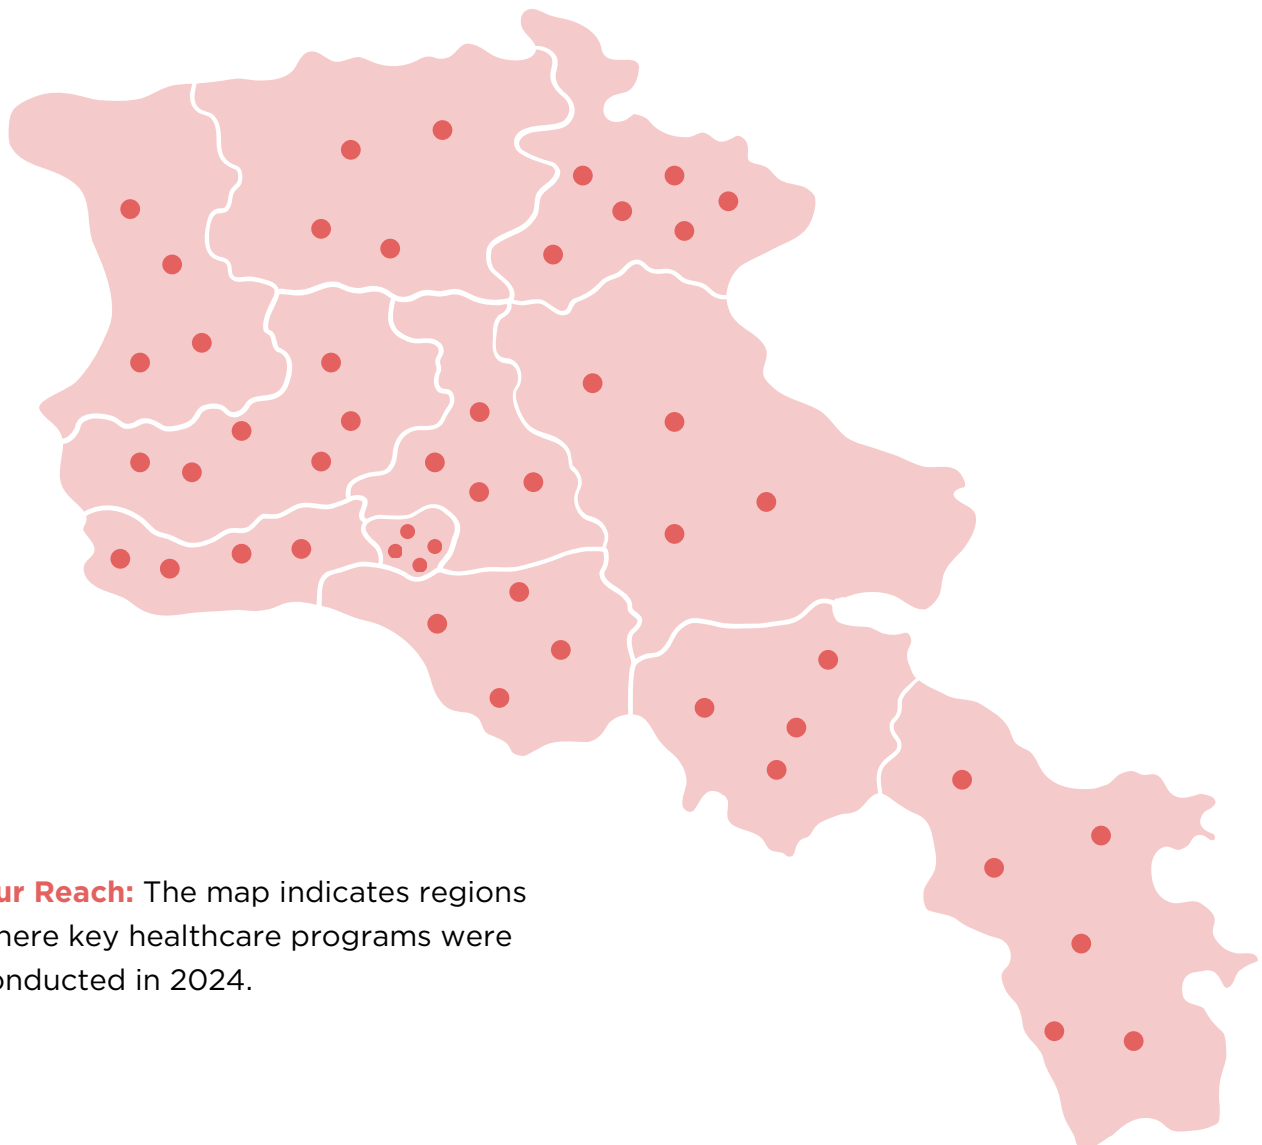 ur Reach: The map indicates regions
here key healthcare programs were
onducted in 2024.